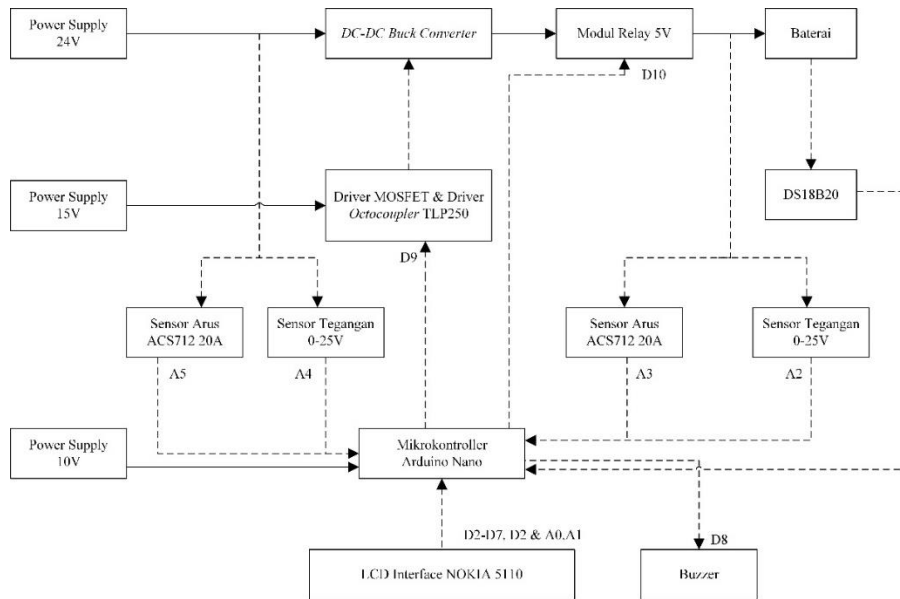 Power Supply
24V
DC-DC Buck Converter
Modul Relay 5V
Baterai
D10
Power Supply
15V
Driver MOSFET & Driver
Octocoupler TLP250
DS18B20
D9
Sensor Arus
ACS712 20A
Sensor Tegangan
0-25V
Sensor Arus
ACS712 20A
Sensor Tegangan
0-25V
A5
A4
A3
A2
Power Supply
10V
Mikrokontroller
Arduino Nano
D2-D7, D2 & A0,A1
D8
LCD Interface NOKIA 5110
Buzzer